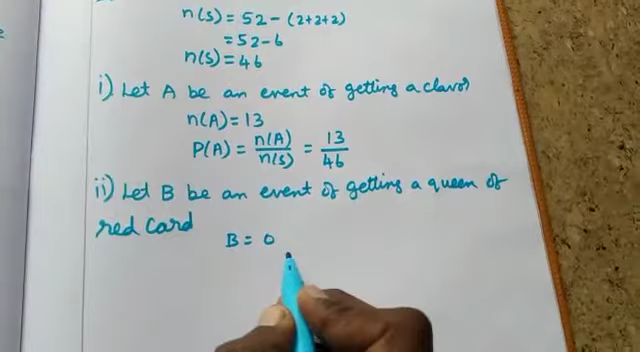 n(S) = 52 - (2+2+2)
= 52 - 6
n(S) = 46
i) Let A be an event of getting a clavor
n(A) = 13
P(A) = n(A)/n(S) = 13/46
ii) Let B be an event of getting a queen of
red card
B = 0